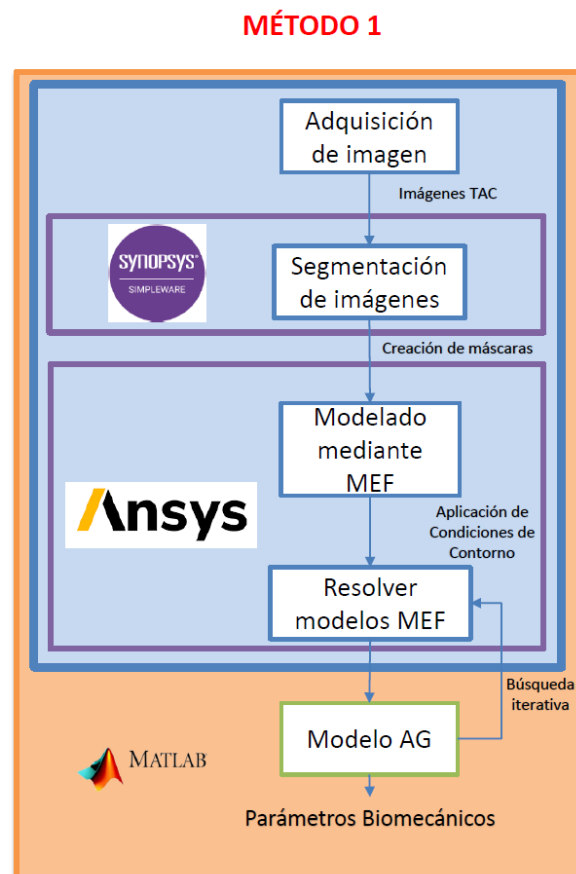 MÉTODO 1
Adquisición
de imagen
Imágenes TAC
SYNOPSYS®
SIMPLEWARE
Segmentación
de imágenes
Creación de máscaras
Modelado
mediante
MEF
Ansys
Aplicación de
Condiciones de
Contorno
Resolver
modelos MEF
Búsqueda
iterativa
Modelo AG
MATLAB
Parámetros Biomecánicos